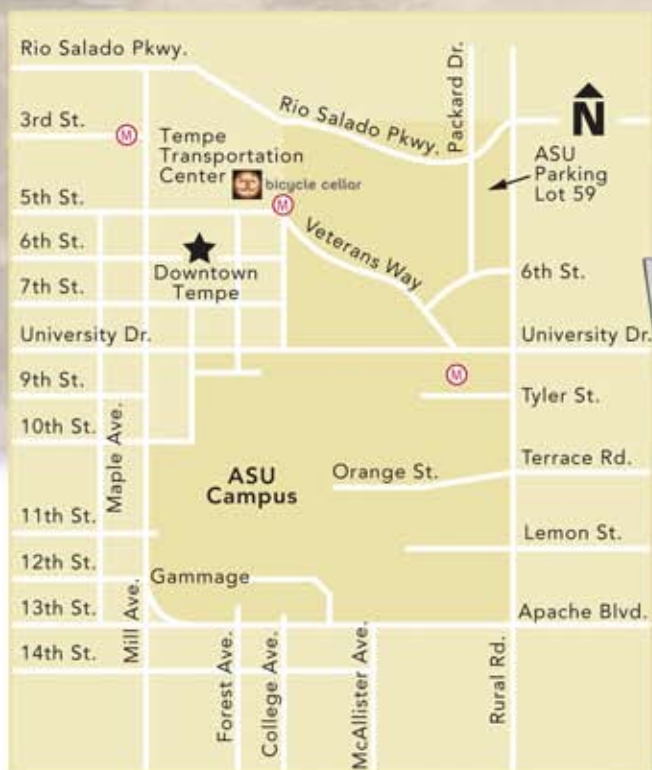 Rio Salado Pkwy.
3rd St.
M
Tempe
Transportation
Center
bicycle cellar
5th St.
M
6th St.
Downtown
Tempe
7th St.
University Dr.
9th St.
10th St.
Maple Ave.
11th St.
12th St.
13th St.
14th St.
Mill Ave.
Rio Salado Pkwy.
Packard Dr.
N
ASU
Parking
Lot 59
Veterans Way
6th St.
University Dr.
M
Tyler St.
ASU
Campus
Orange St.
Terrace Rd.
Lemon St.
Gammage
Apache Blvd.
Forest Ave.
College Ave.
McAllister Ave.
Rural Rd.